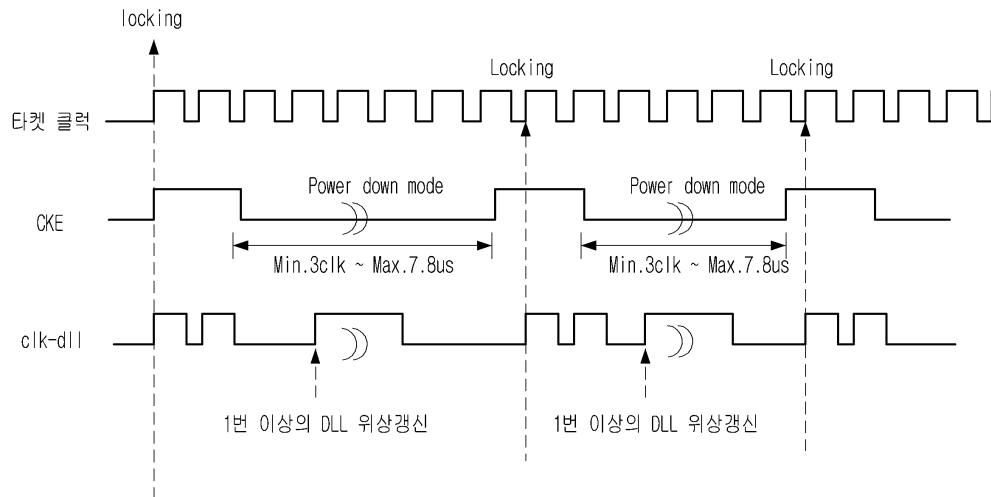 locking
Locking
Locking
타켓 클럭
Power down mode
Power down mode
CKE
Min.3clk ~ Max.7.8us
Min.3clk ~ Max.7.8us
clk-dll
1번 이상의 DLL 위상갱신
1번 이상의 DLL 위상갱신